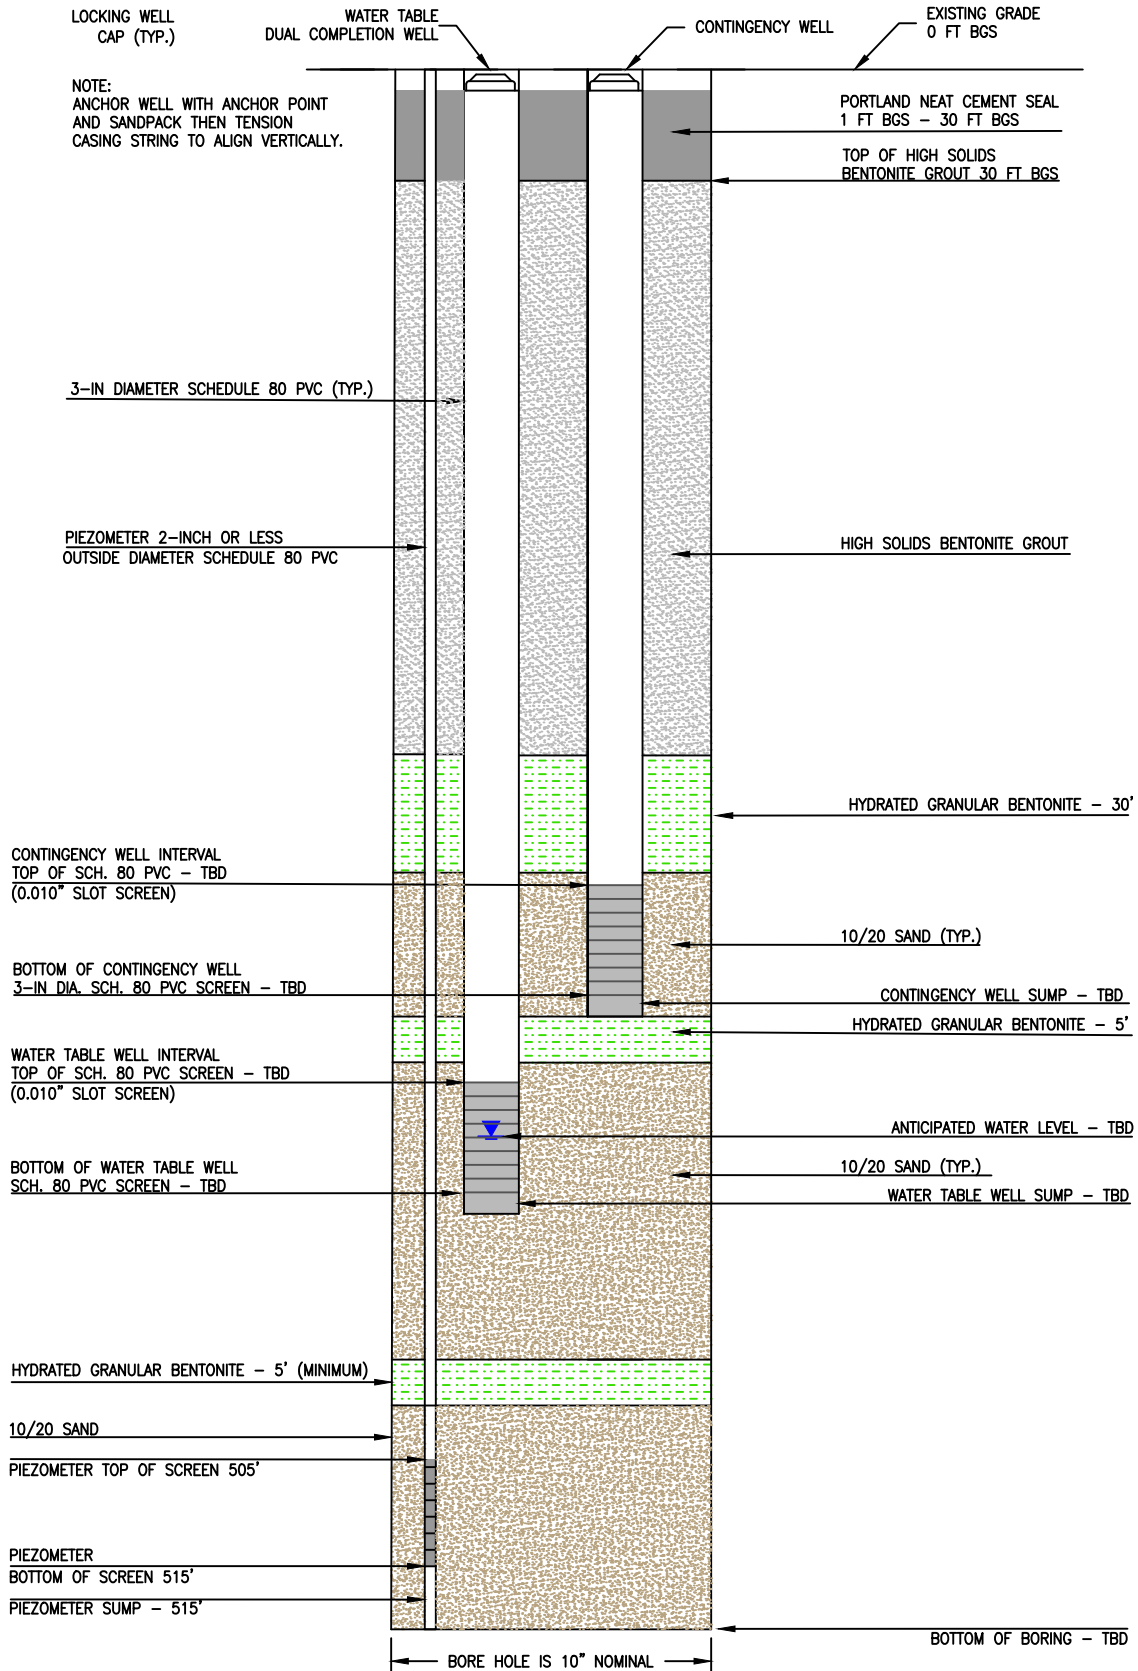 LOCKING WELL
CAP (TYP.)
WATER TABLE
DUAL COMPLETION WELL
CONTINGENCY WELL
EXISTING GRADE
0 FT BGS
NOTE:
ANCHOR WELL WITH ANCHOR POINT
AND SANDPACK THEN TENSION
CASING STRING TO ALIGN VERTICALLY.
PORTLAND NEAT CEMENT SEAL
1 FT BGS – 30 FT BGS
TOP OF HIGH SOLIDS
BENTONITE GROUT 30 FT BGS
3–IN DIAMETER SCHEDULE 80 PVC (TYP.)
PIEZOMETER 2–INCH OR LESS
OUTSIDE DIAMETER SCHEDULE 80 PVC
HIGH SOLIDS BENTONITE GROUT
HYDRATED GRANULAR BENTONITE – 30'
CONTINGENCY WELL INTERVAL
TOP OF SCH. 80 PVC – TBD
(0.010" SLOT SCREEN)
10/20 SAND (TYP.)
BOTTOM OF CONTINGENCY WELL
3–IN DIA. SCH. 80 PVC SCREEN – TBD
CONTINGENCY WELL SUMP – TBD
HYDRATED GRANULAR BENTONITE – 5'
WATER TABLE WELL INTERVAL
TOP OF SCH. 80 PVC SCREEN – TBD
(0.010" SLOT SCREEN)
ANTICIPATED WATER LEVEL – TBD
BOTTOM OF WATER TABLE WELL
SCH. 80 PVC SCREEN – TBD
10/20 SAND (TYP.)
WATER TABLE WELL SUMP – TBD
HYDRATED GRANULAR BENTONITE – 5' (MINIMUM)
10/20 SAND
PIEZOMETER TOP OF SCREEN 505'
PIEZOMETER
BOTTOM OF SCREEN 515'
PIEZOMETER SUMP – 515'
BOTTOM OF BORING – TBD
BORE HOLE IS 10" NOMINAL